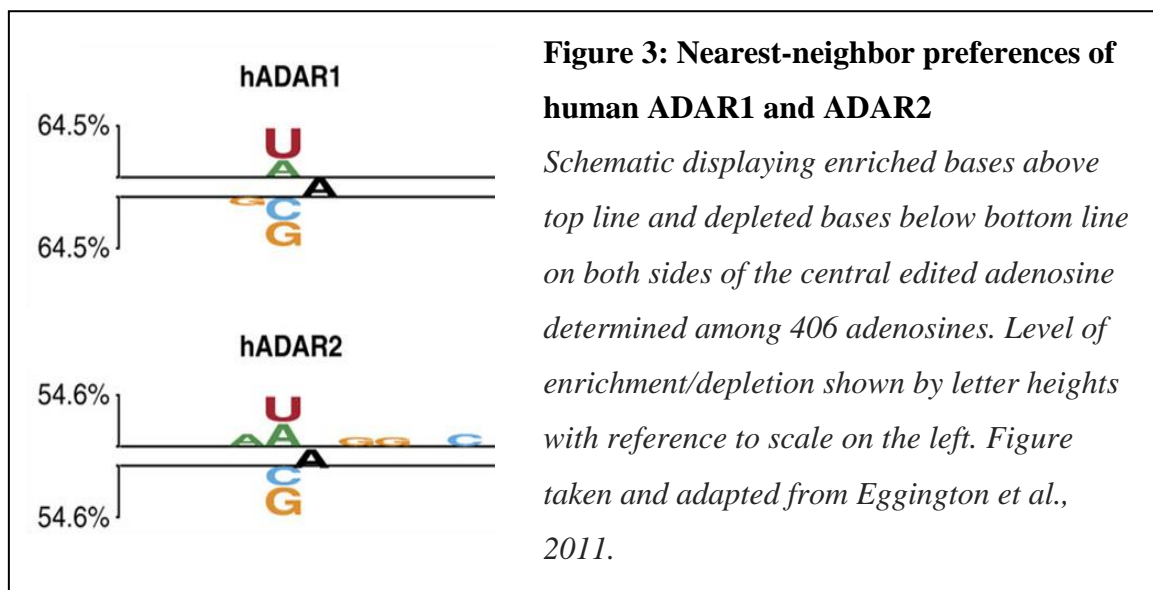 hADAR1
64.5%
U
A
A
G C
G
64.5%
hADAR2
54.6%
U
A A G G C
A
C
G
54.6%
Figure 3: Nearest-neighbor preferences of
human ADAR1 and ADAR2
Schematic displaying enriched bases above
top line and depleted bases below bottom line
on both sides of the central edited adenosine
determined among 406 adenosines. Level of
enrichment/depletion shown by letter heights
with reference to scale on the left. Figure
taken and adapted from Eggington et al.,
2011.